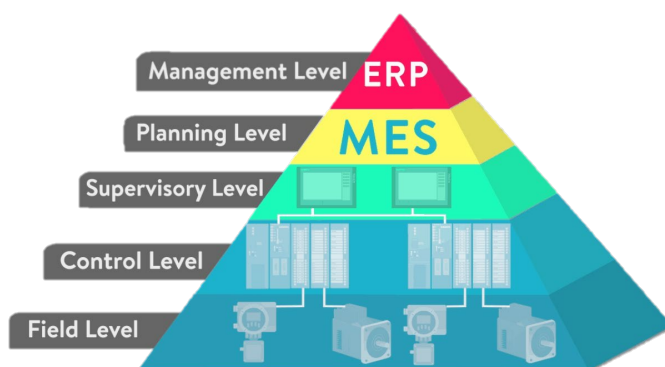 Management Level ERP
Planning Level MES
Supervisory Level
Control Level
Field Level